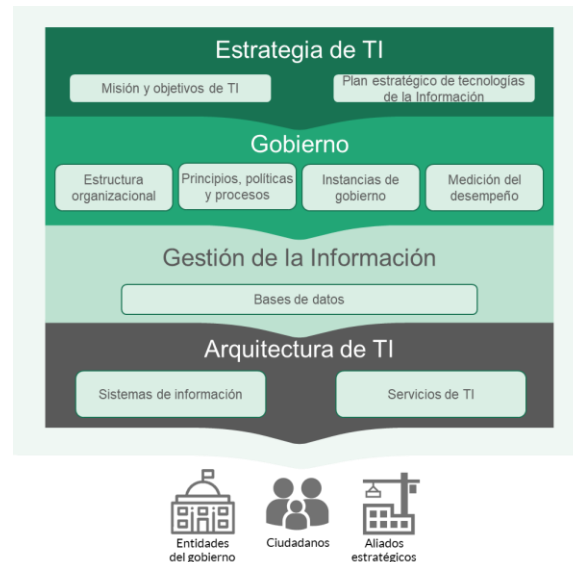 Estrategia de TI
Misión y objetivos de TI
Plan estratégico de tecnologías
de la Información
Gobierno
Estructura
organizacional
Principios, políticas
y procesos
Instancias de
gobierno
Medición del
desempeño
Gestión de la Información
Bases de datos
Arquitectura de TI
Sistemas de información
Servicios de TI
Entidades
del gobierno
Ciudadanos
Aliados
estratégicos